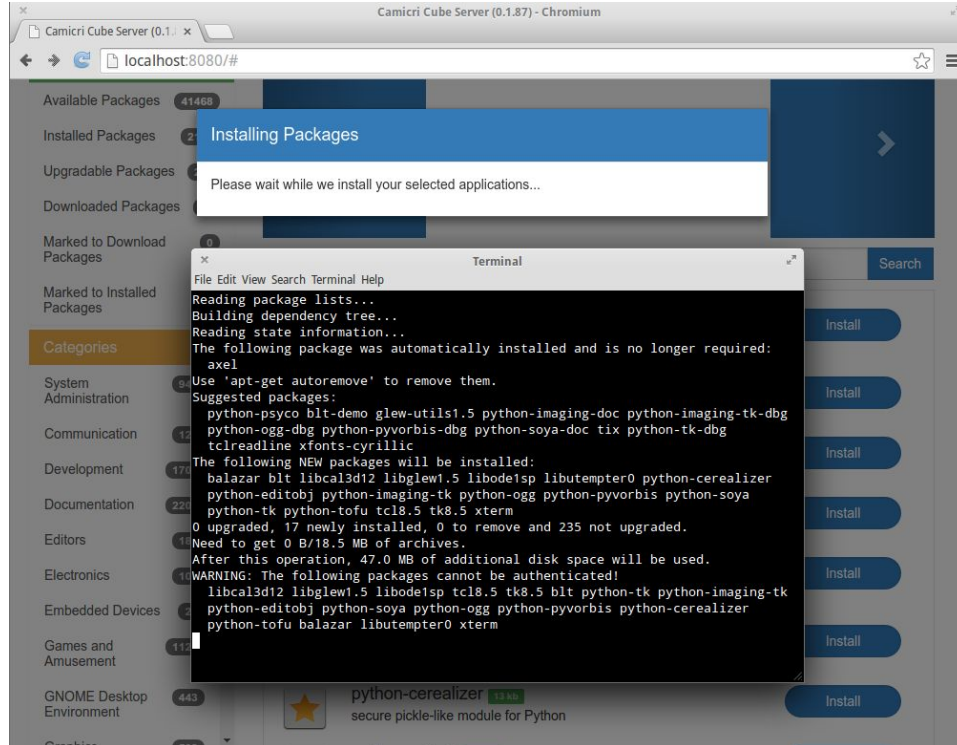 Camicri Cube Server (0.1.87) - Chromium
Camicri Cube Server (0.1.
localhost:8080/#
Available Packages 41468
Installed Packages
Upgradable Packages
Downloaded Packages
Marked to Download Packages 0
Marked to Installed Packages
Categories
System Administration
Communication
Development
Documentation
Editors
Electronics
Embedded Devices
Games and Amusement
GNOME Desktop Environment 443
Installing Packages
Please wait while we install your selected applications...
Search
Terminal
File Edit View Search Terminal Help
Reading package lists...
Building dependency tree...
Reading state information...
The following package was automatically installed and is no longer required:
axel
Use 'apt-get autoremove' to remove them.
Suggested packages:
python-psyco blt-demo glew-utils1.5 python-imaging-doc python-imaging-tk-dbg
python-ogg-dbg python-pyvorbis-dbg python-soya-doc tix python-tk-dbg
tclreadline xfonts-cyrillic
The following NEW packages will be installed:
balazar blt libcal3d12 libglew1.5 libode1sp libutempter0 python-cerealizer
python-editobj python-imaging-tk python-ogg python-pyvorbis python-soya
python-tk python-tofu tcl8.5 tk8.5 xterm
0 upgraded, 17 newly installed, 0 to remove and 235 not upgraded.
Need to get 0 B/18.5 MB of archives.
After this operation, 47.0 MB of additional disk space will be used.
WARNING: The following packages cannot be authenticated!
libcal3d12 libglew1.5 libode1sp tcl8.5 tk8.5 blt python-tk python-imaging-tk
python-editobj python-soya python-ogg python-pyvorbis python-cerealizer
python-tofu balazar libutempter0 xterm
Install
Install
Install
Install
Install
Install
python-cerealizer 13 kb
secure pickle-like module for Python
Install